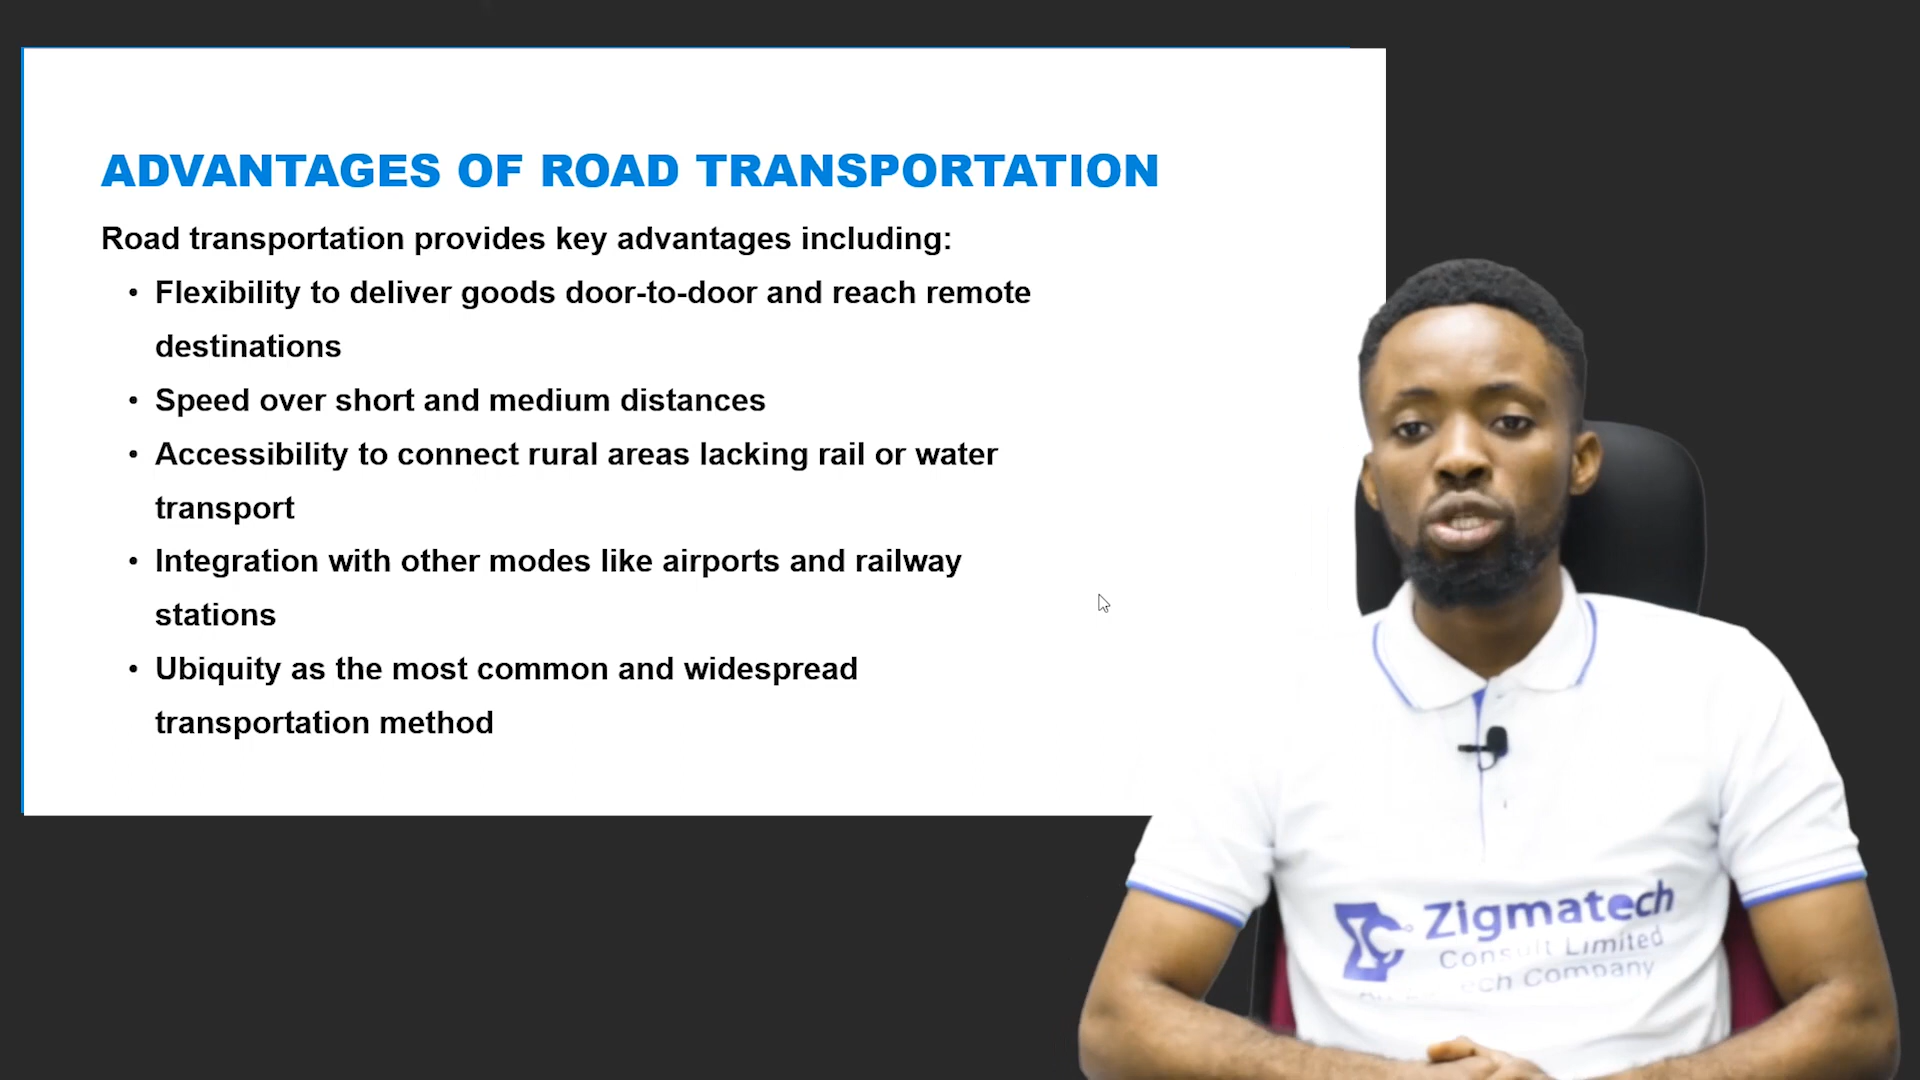 ADVANTAGES OF ROAD TRANSPORTATION
Road transportation provides key advantages including:
• Flexibility to deliver goods door-to-door and reach remote
destinations
• Speed over short and medium distances
• Accessibility to connect rural areas lacking rail or water
transport
• Integration with other modes like airports and railway
stations
• Ubiquity as the most common and widespread
transportation method
Zigmatech
Consult Limited
Company